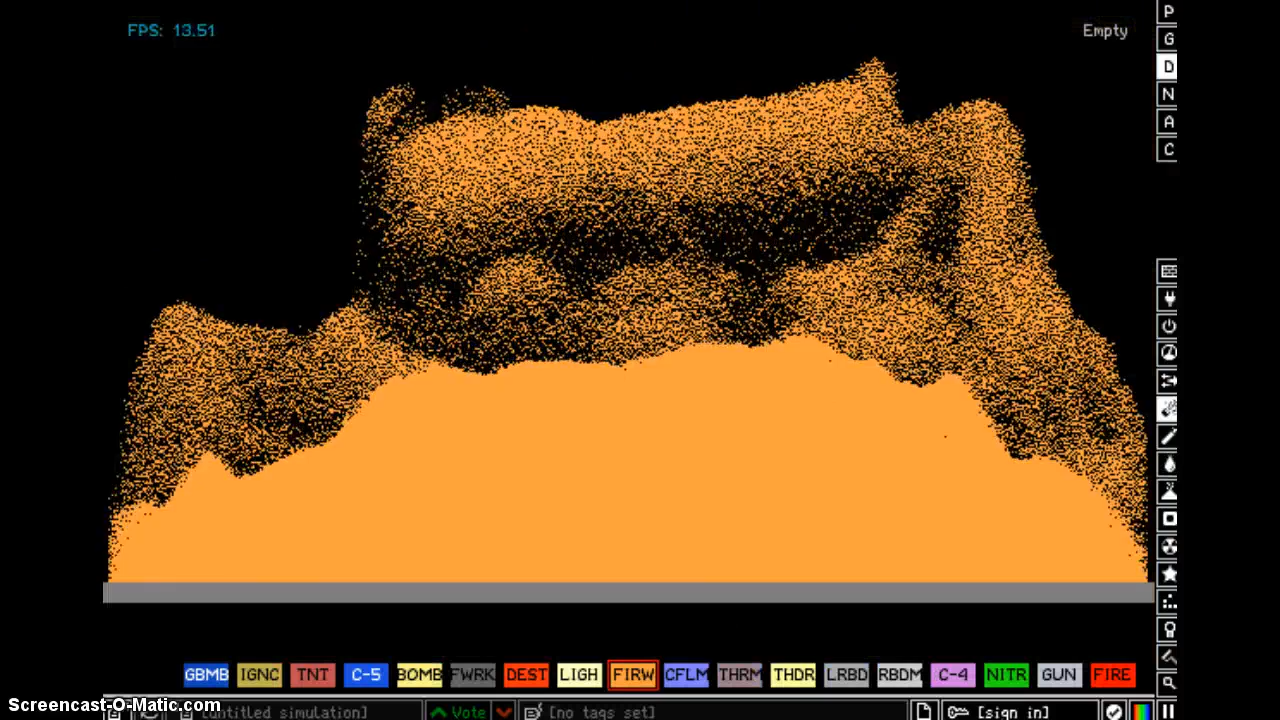 FPS: 13.51
Empty
P
G
D
N
A
C
GBMB IGNC TNT C-5 BOMB FWRK DEST LIGH FIRW CFLM THRM THDR LRBD RBDM C-4 NITR GUN FIRE
Screencast-O-Matic.com
[untitled simulation] Vote [no tags set] [sign in]